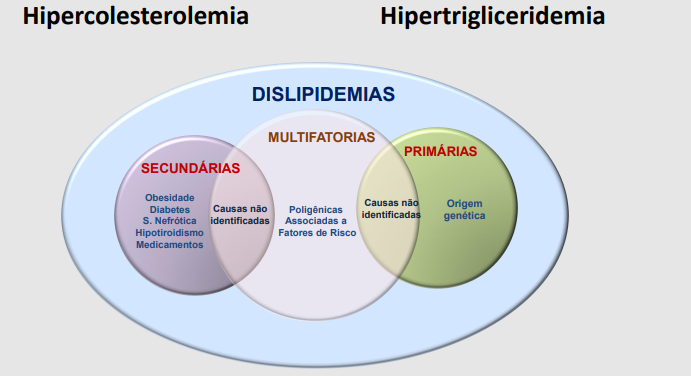 Hipercolesterolemia
Hipertrigliceridemia
DISLIPIDEMIAS
MULTIFATORIAS
SECUNDÁRIAS
PRIMÁRIAS
Obesidade
Diabetes
S. Nefrótica
Hipotiroidismo
Medicamentos
Causas não
identificadas
Poligênicas
Associadas a
Fatores de Risco
Causas não
identificadas
Origem
genética